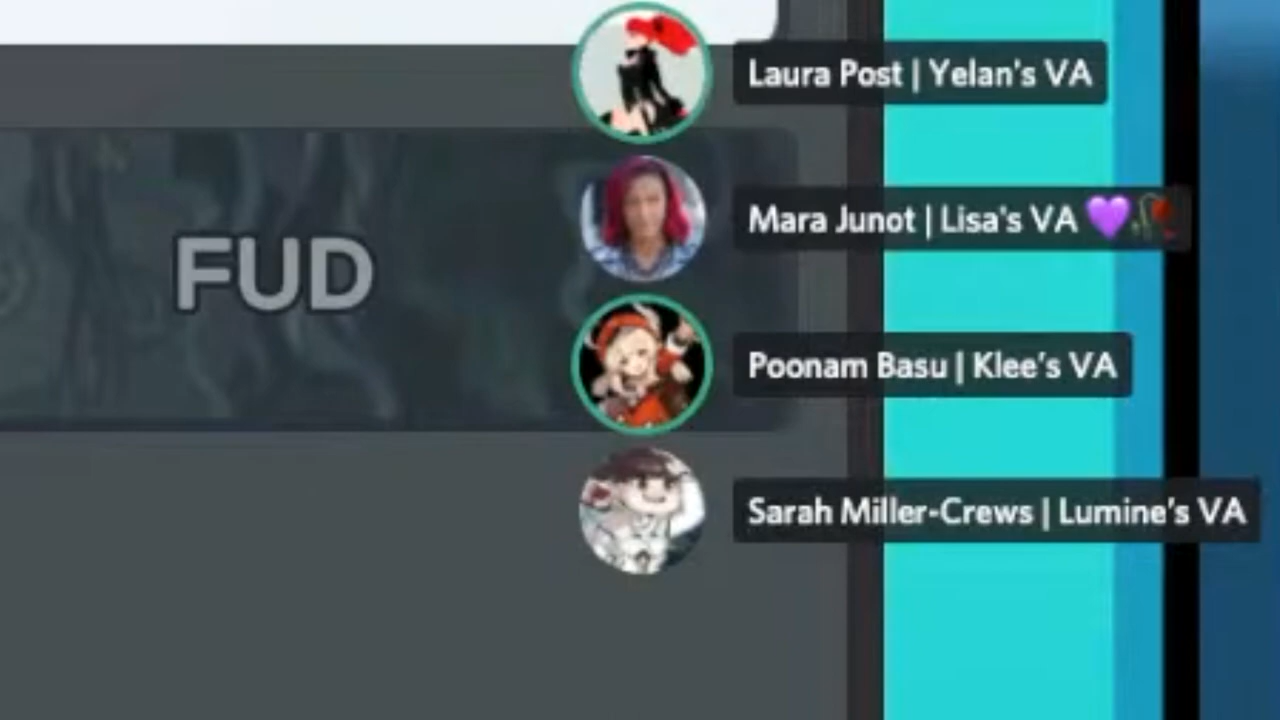 Laura Post | Yelan's VA
FUD
Mara Junot | Lisa's VA 💜🥀
Poonam Basu | Klee's VA
Sarah Miller-Crews | Lumine's VA